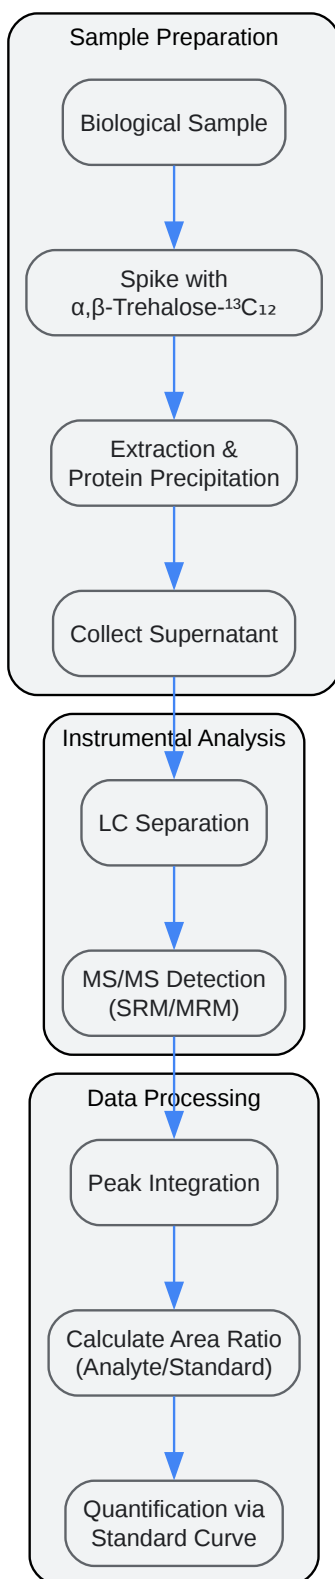 Sample Preparation
Biological Sample
Spike with
α,β-Trehalose-¹³C₁₂
Extraction &
Protein Precipitation
Collect Supernatant
Instrumental Analysis
LC Separation
MS/MS Detection
(SRM/MRM)
Data Processing
Peak Integration
Calculate Area Ratio
(Analyte/Standard)
Quantification via
Standard Curve